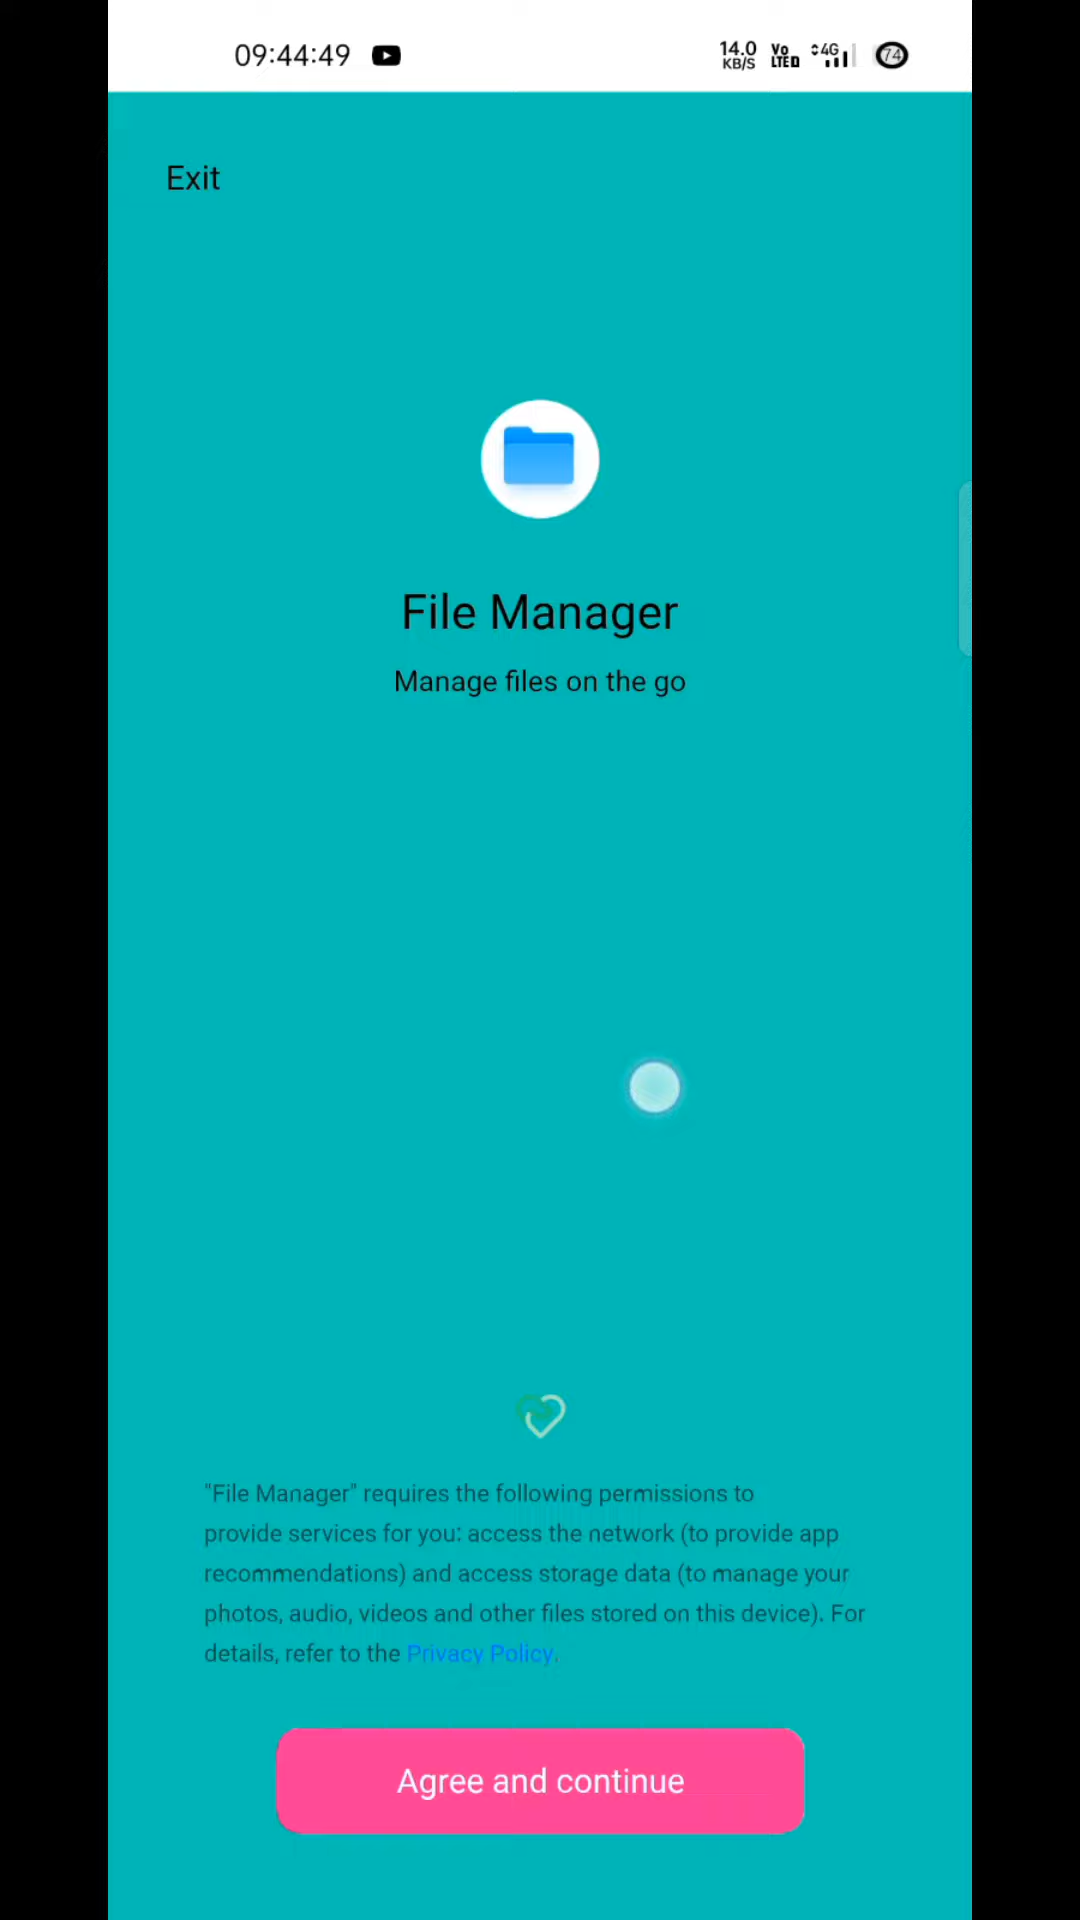 09:44:49
14.0
KB/S
Vo
LTE
4G
74
Exit
File Manager
Manage files on the go
"File Manager" requires the following permissions to
provide services for you: access the network (to provide app
recommendations) and access storage data (to manage your
photos, audio, videos and other files stored on this device). For
details, refer to the Privacy Policy.
Agree and continue